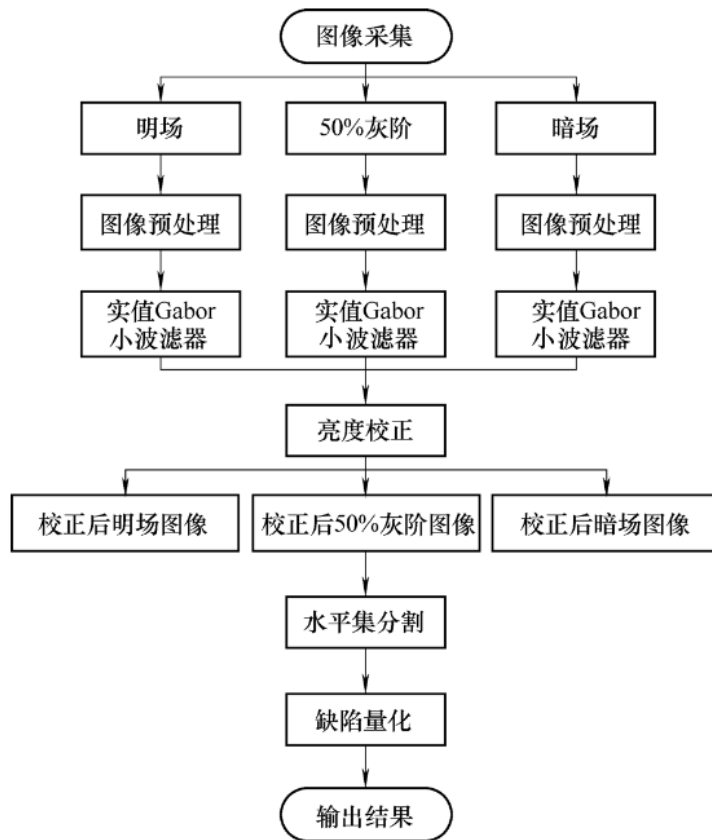 图像采集
明场
50%灰阶
暗场
图像预处理
图像预处理
图像预处理
实值Gabor
小波滤器
实值Gabor
小波滤器
实值Gabor
小波滤器
亮度校正
校正后明场图像
校正后50%灰阶图像
校正后暗场图像
水平集分割
缺陷量化
输出结果